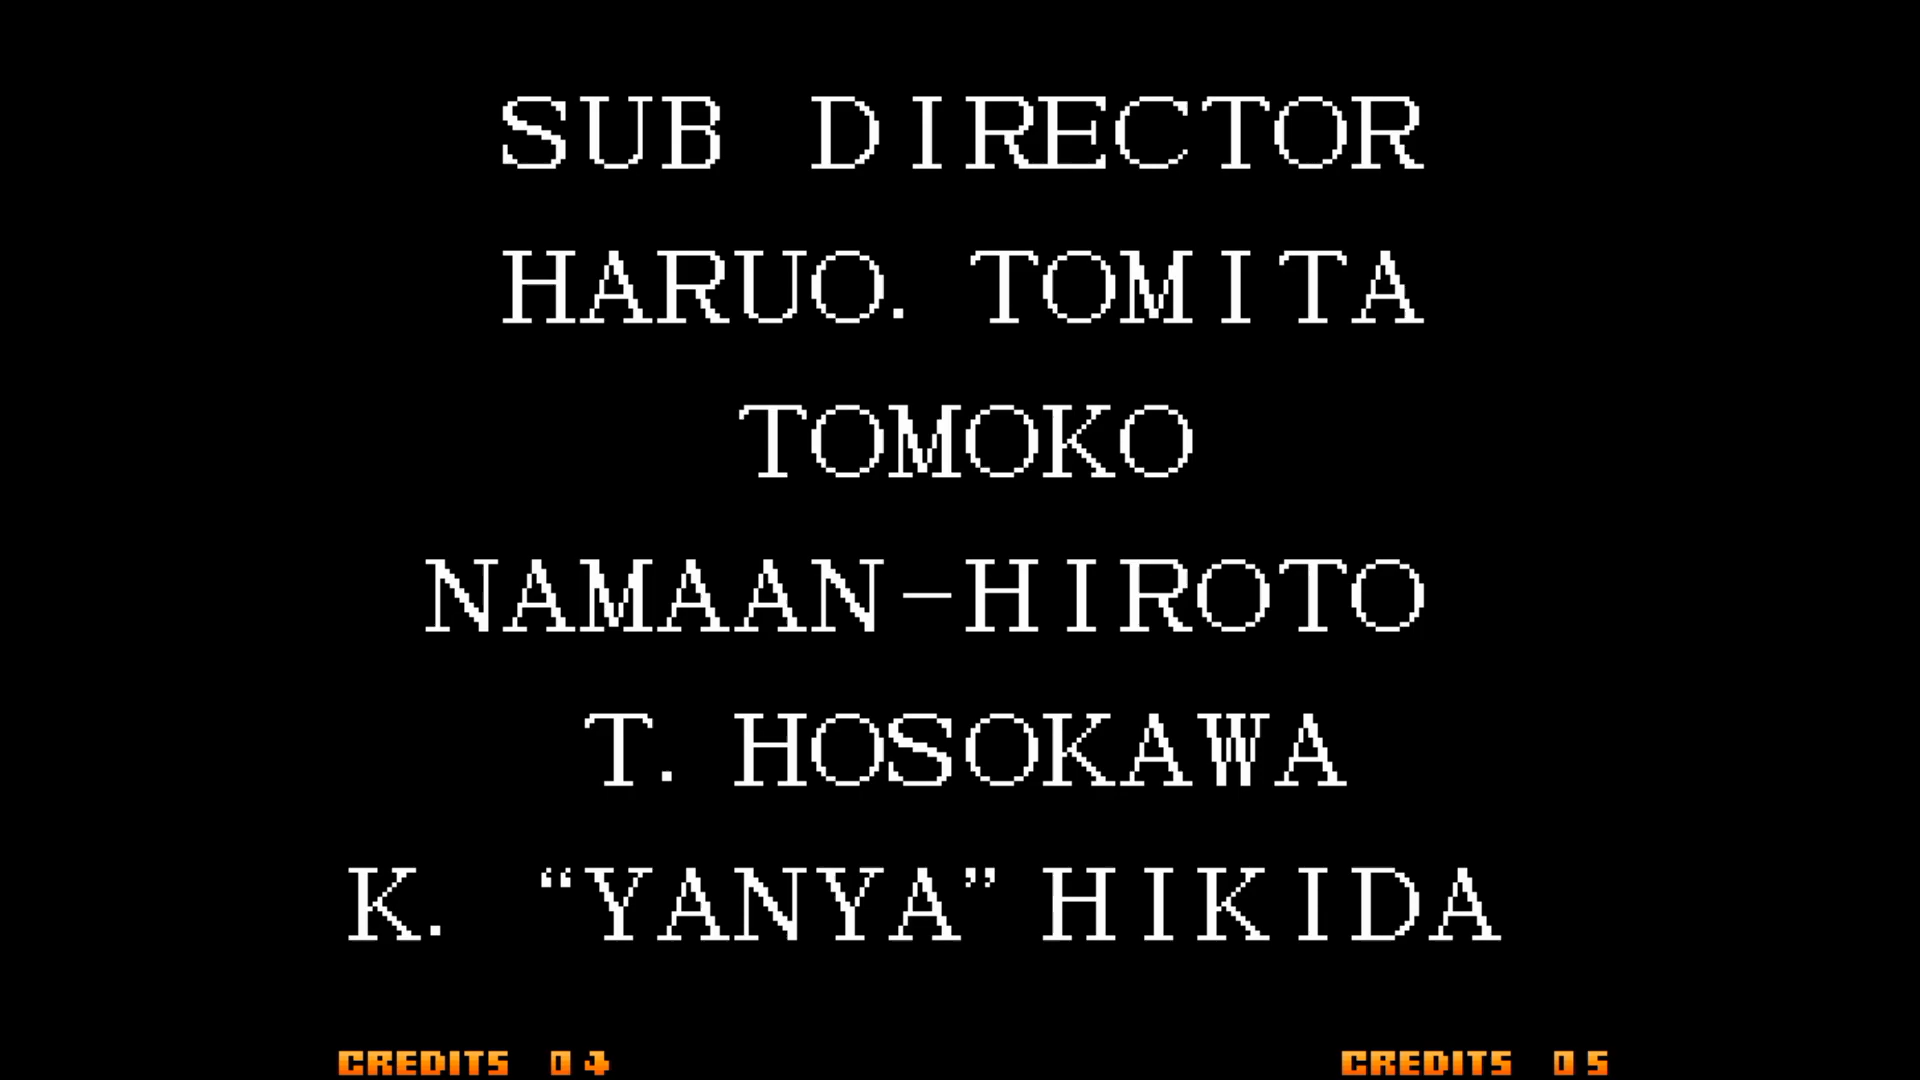 SUB DIRECTOR
HARUO. TOMITA
TOMOKO
NAMAAN-HIROTO
T. HOSOKAWA
K. “YANYA” HIKIDA
CREDITS 04 CREDITS 05